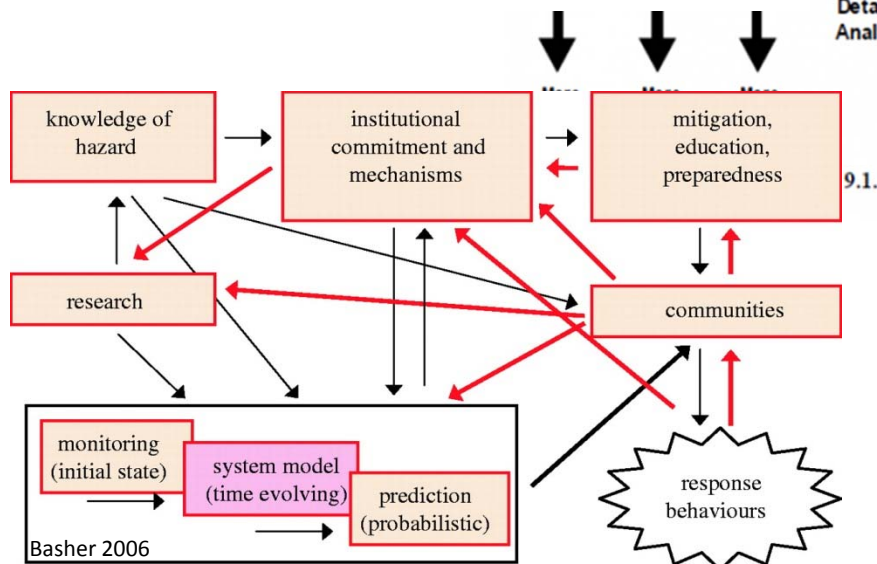 Deta
Anal
knowledge of
hazard
institutional
commitment and
mechanisms
mitigation,
education,
preparedness
9.1.
research
communities
monitoring
(initial state)
system model
(time evolving)
prediction
(probabilistic)
response
behaviours
Basher 2006